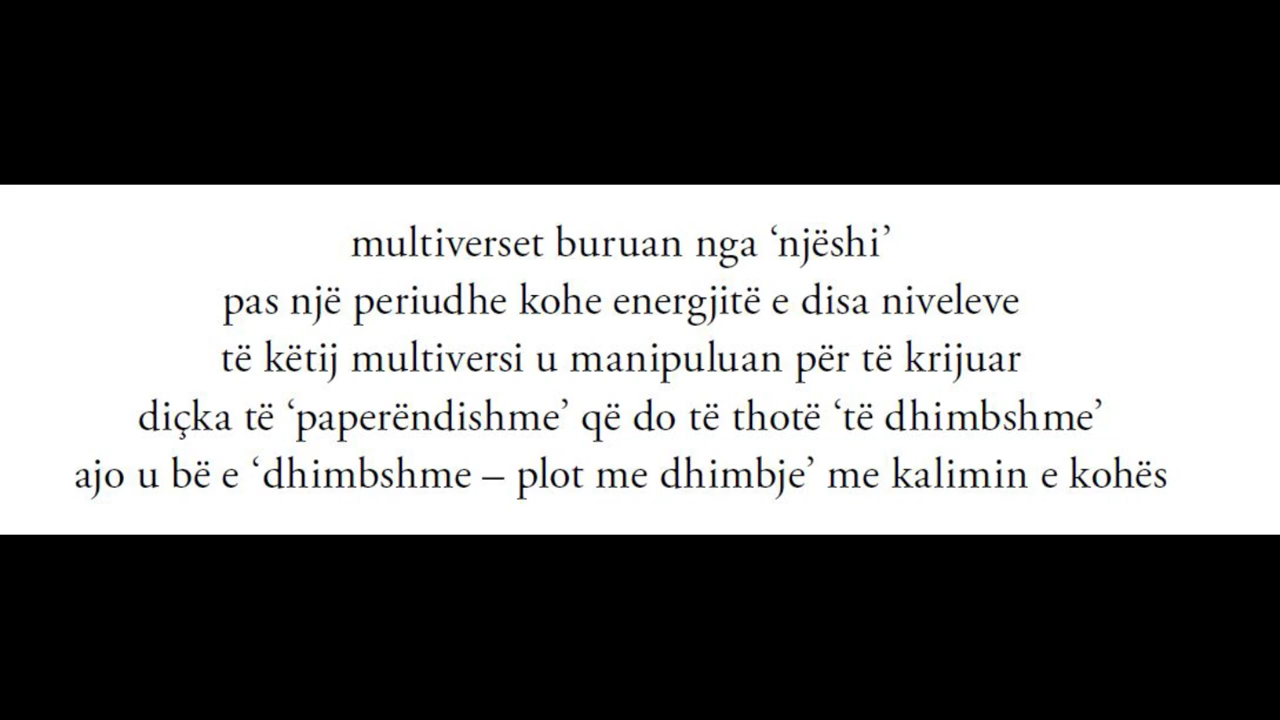 multiverset buruan nga ‘njëshi’
pas një periudhe kohe energjitë e disa niveleve
të këtij multiversi u manipuluan për të krijuar
diçka të ‘paperëndishme’ që do të thotë ‘të dhimbshme’
ajo u bë e ‘dhimbshme – plot me dhimbje’ me kalimin e kohës